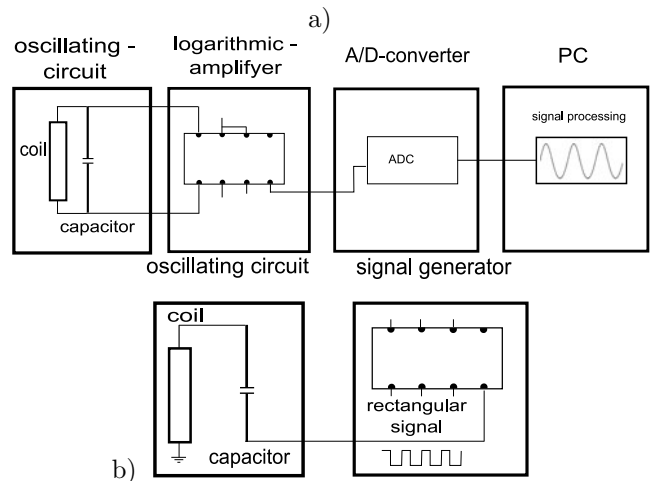 a)
oscillating -
circuit
logarithmic -
amplifyer
A/D-converter
PC
coil
capacitor
ADC
signal processing
oscillating circuit
signal generator
coil
capacitor
rectangular
signal
b)